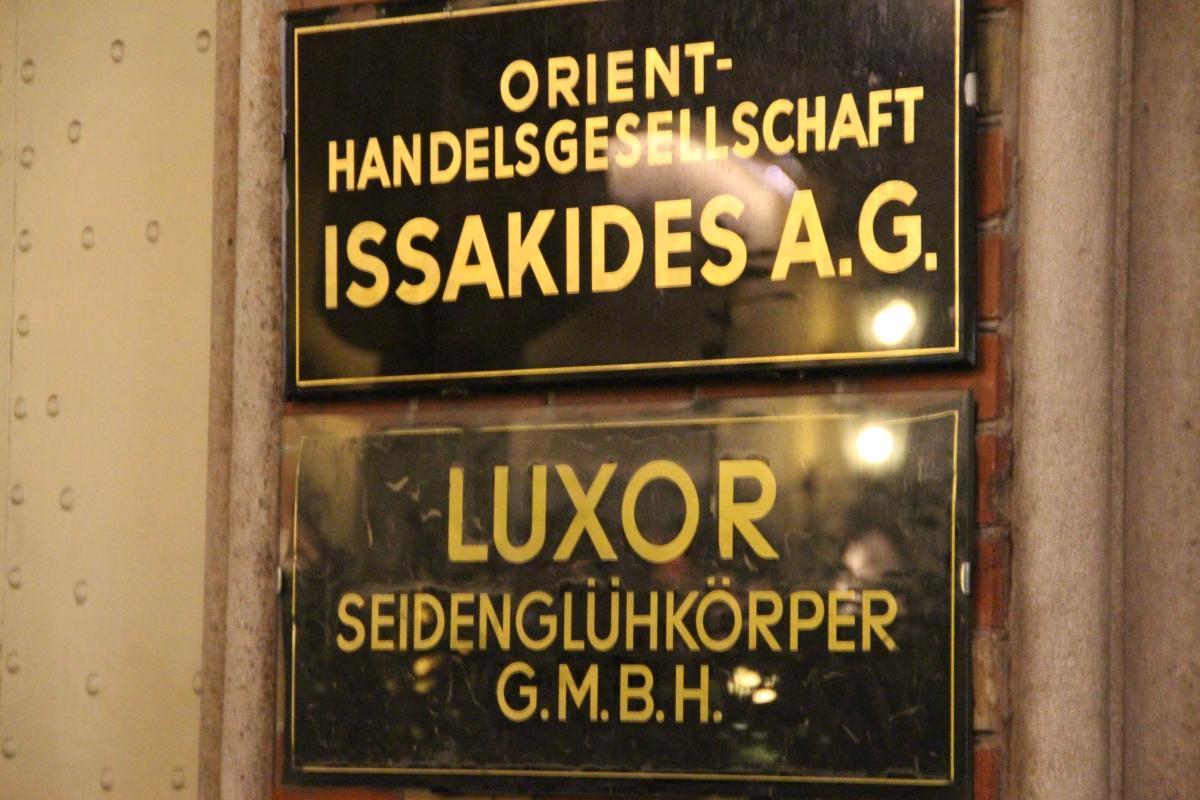 ORIENT-
HANDELSGESELLSCHAFT
ISSAKIDES A.G.
LUXOR
SEIDENGLÜHKÖRPER
G.M.B.H.